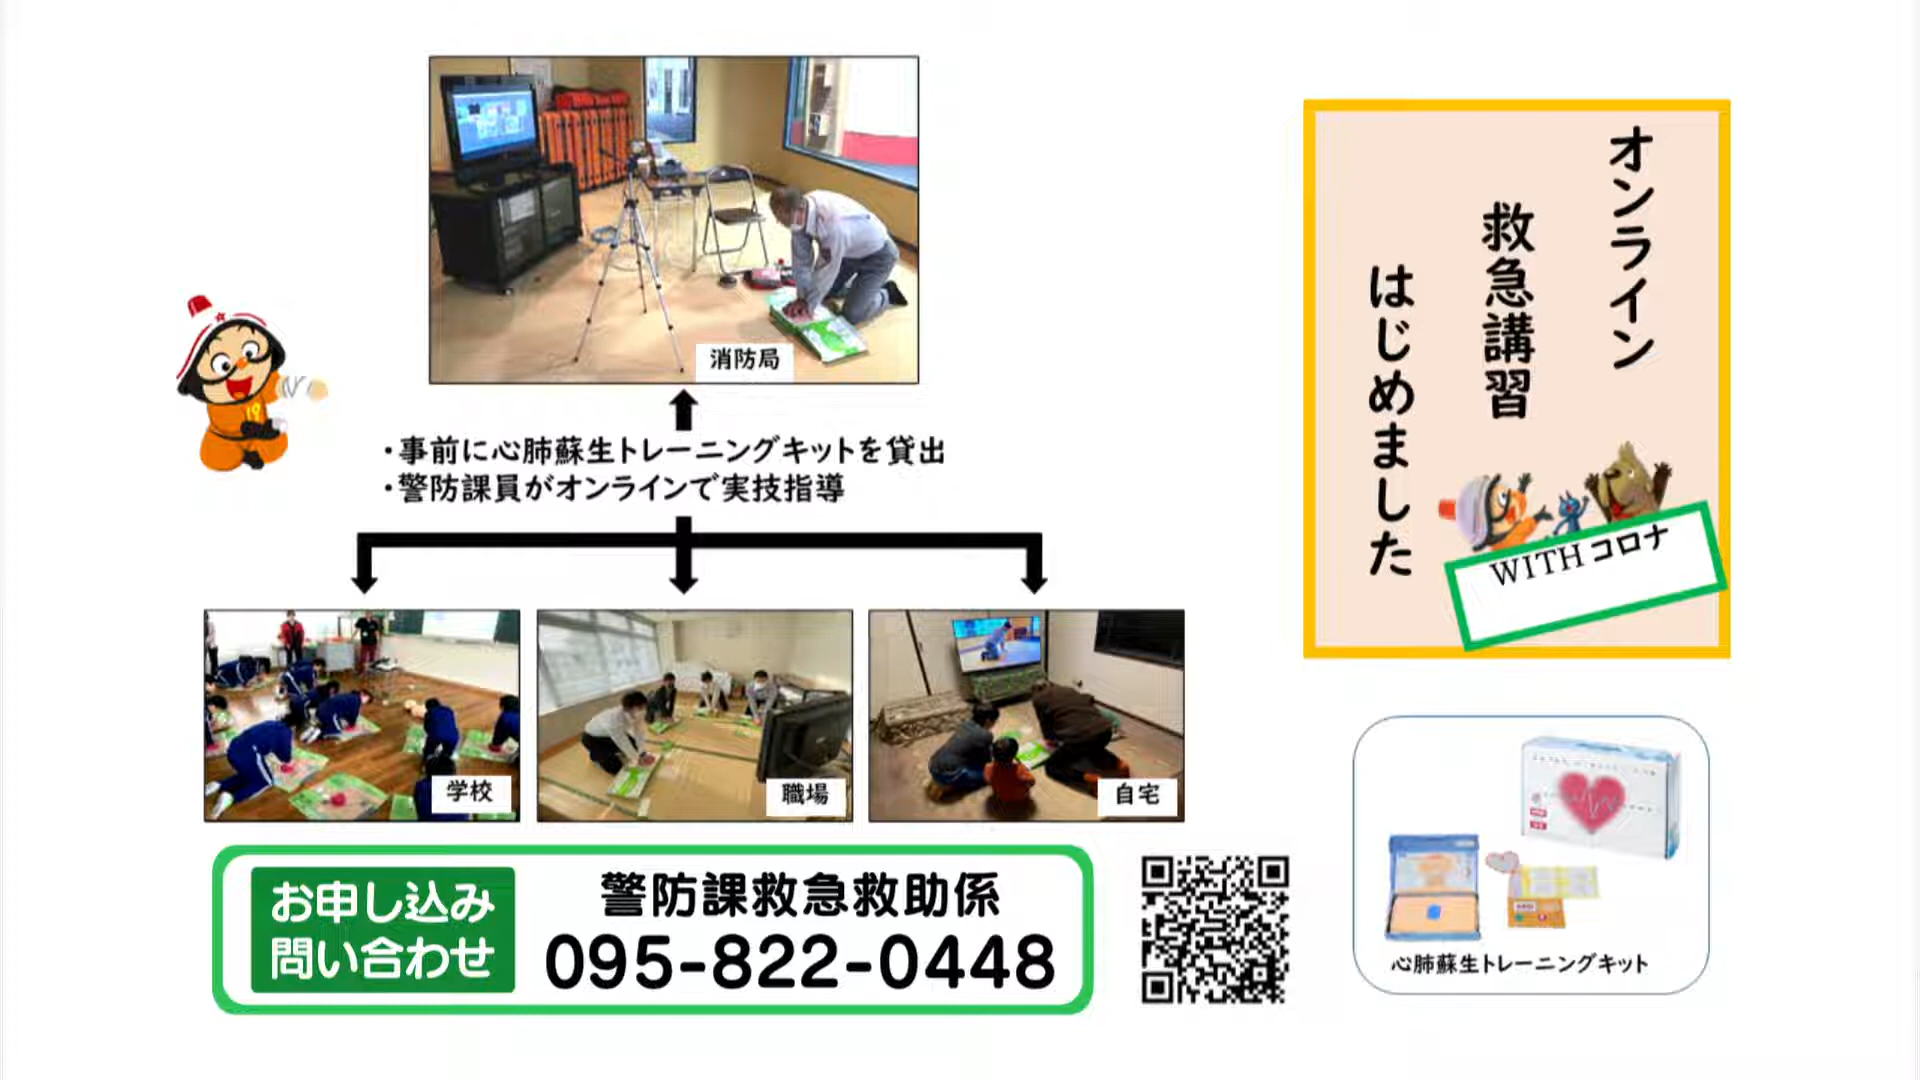 オンライン
救急講習
はじめました
WITH コロナ
消防局
・事前に心肺蘇生トレーニングキットを貸出
・警防課員がオンラインで実技指導
学校
職場
自宅
お申し込み
問い合わせ
警防課救急救助係
095-822-0448
心肺蘇生トレーニングキット